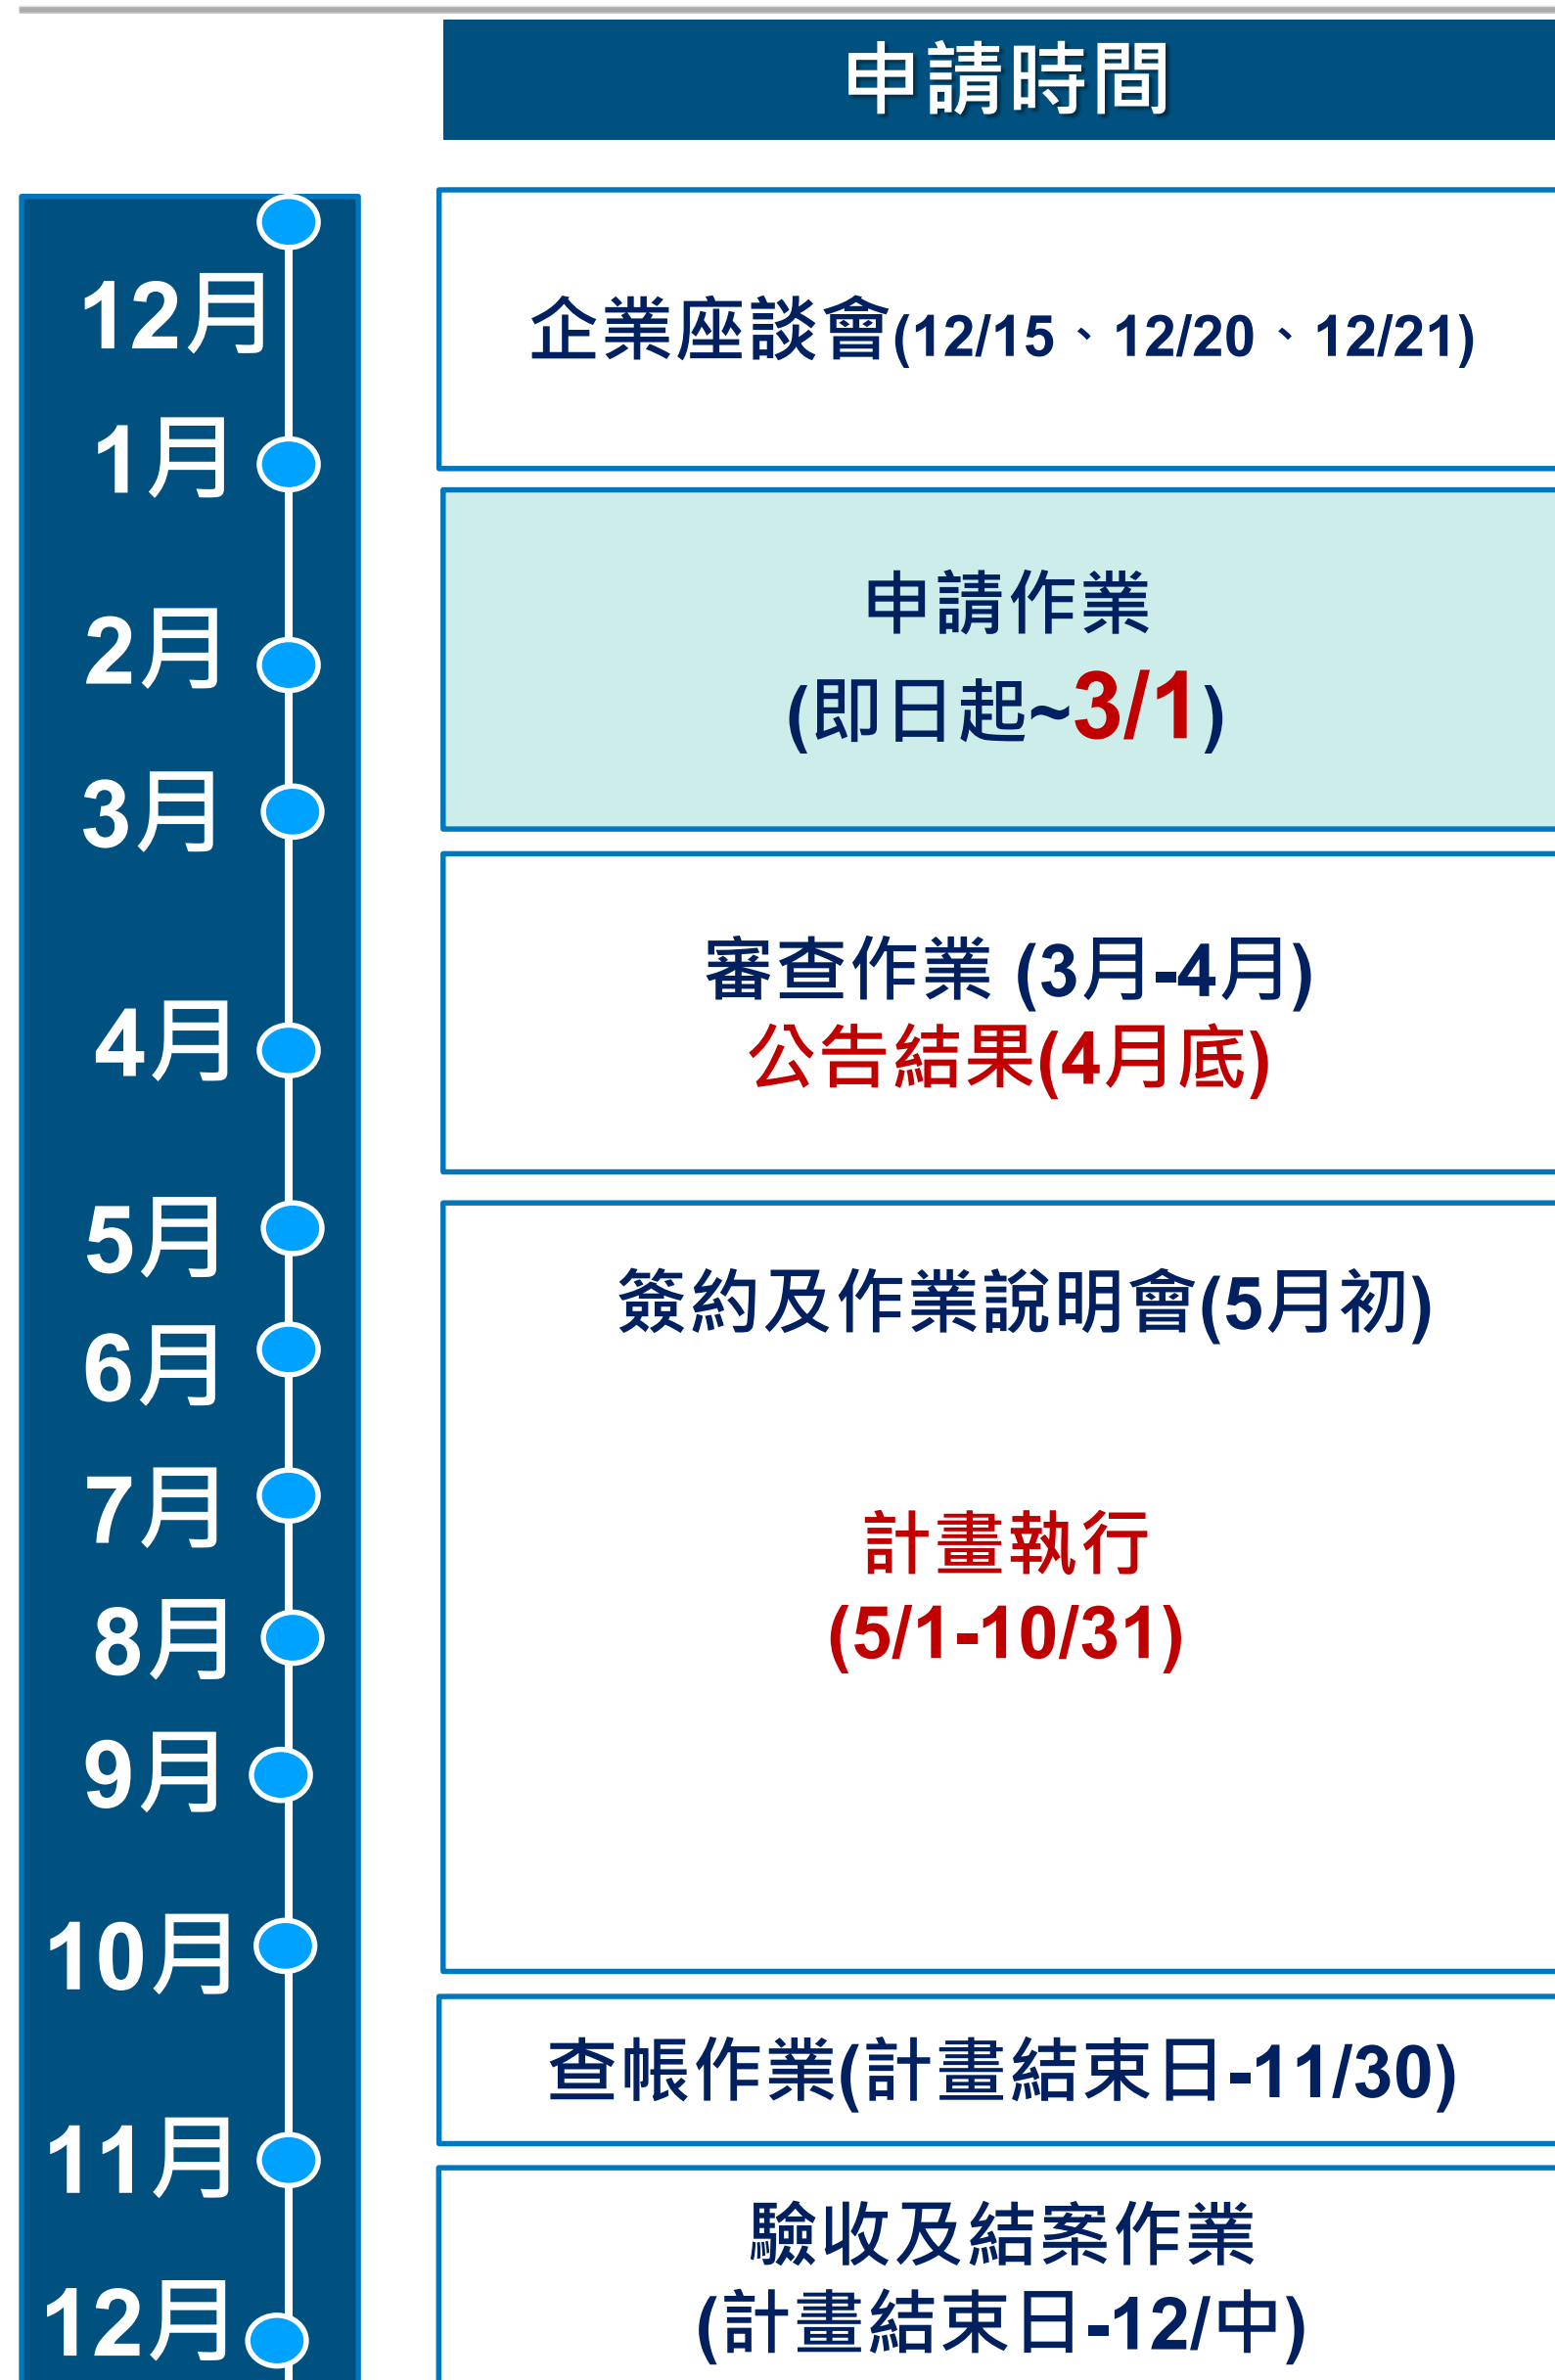 申請時間
12月
企業座談會(12/15、12/20、12/21)
1月
申請作業
2月
(即日起~3/1)
3月
審查作業 (3月-4月)
4月
公告結果(4月底)
5月
簽約及作業說明會(5月初)
6月
7月
計畫執行
8月
(5/1-10/31)
9月
10月
查帳作業(計畫結束日-11/30)
11月
驗收及結案作業
12月
(計畫結束日-12/中)